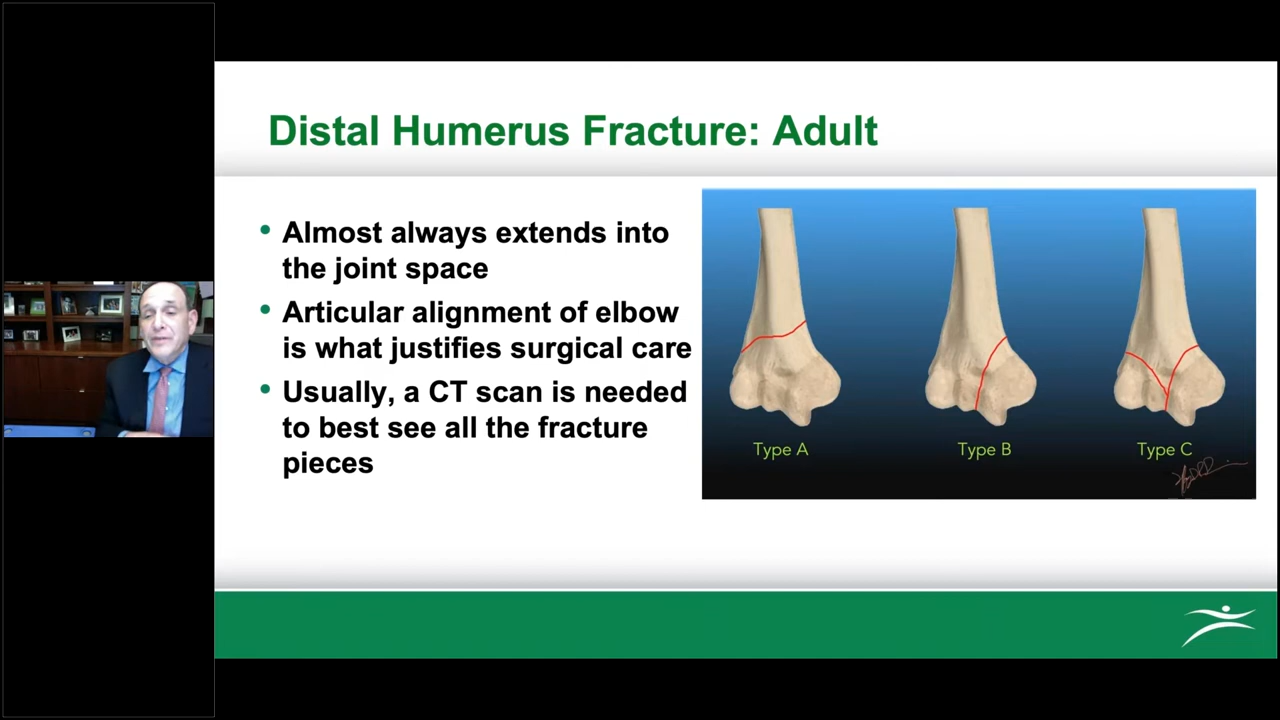 Distal Humerus Fracture: Adult
• Almost always extends into
the joint space
• Articular alignment of elbow
is what justifies surgical care
• Usually, a CT scan is needed
to best see all the fracture
pieces
Type A
Type B
Type C